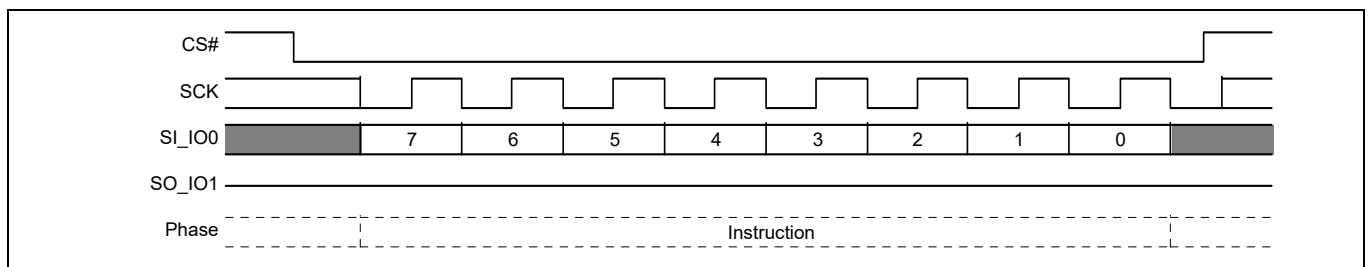 CS#
SCK
SI_IO0 7 6 5 4 3 2 1 0
SO_IO1
Phase Instruction